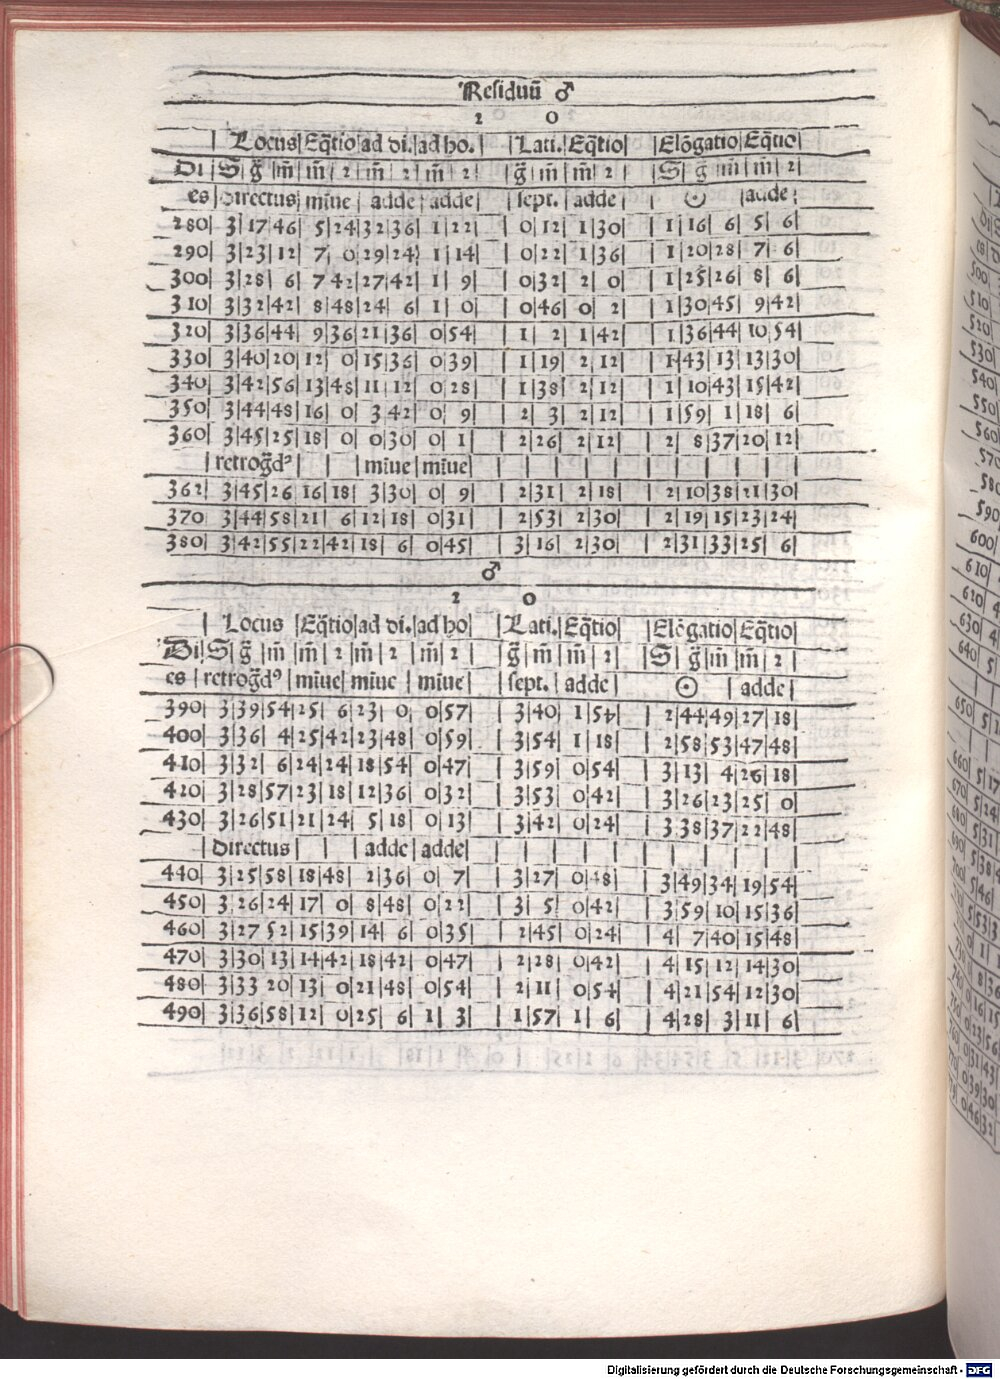 Residuū ♂
2 0
| Locus|Eq̄tio|ad di.|ad ho. | |Lati.|Eq̄tio| |Elōgatio|Eq̄tio|
Di|S|ḡ|m̄|m̄|2|m̄|2|m̄|2| |ḡ|m̄|m̄|2| |S|ḡ|m̄|m̄|2|
es|directus|miue|adde|adde| |sept.|adde| | ☉ |adde|
280|3|17|46|5|24|32|36|1|22| |0|12|1|30| |1|16|6|5|6|
290|3|23|12|7|0|29|24|1|14| |0|22|1|36| |1|20|28|7|6|
300|3|28|6|7 42|27|42|1|9| |0|32|2|0| |1|25|26|8|6|
310|3|32|42|8|48|24|6|1|0| |0|46|0|2| |1|30|45|9|42|
320|3|36|44|9|36|21|36|0|54| |1|2|1|42| |1|36|44|10|54|
330|3|40|20|12|0|15|36|0|39| |1|19|2|12| |1|43|13|13|30|
340|3|42|56|13|48|11|12|0|28| |1|38|2|12| |1|10|43|15|42|
350|3|44|48|16|0|3 42|0|9| |2|3|2|12| |1|59|1|18|6|
360|3|45|25|18|0|0|30|0|1| |2|26|2|12| |2|8|37|20|12|
|retroḡdꝰ| | |miue|miue| | | | | | | | | | |
362|3|45|26 16|18|3|30|0|9| |2|31|2|18| |2|10|38|21|30|
370|3|44|58|21|6|12|18|0|31| |2|53|2|30| |2|19|15|23|24|
380|3|42|55|22|42|18|6|0|45| |3|16|2|30| |2|31|33|25|6|
♂
2 0
| Locus |Eq̄tio|ad di.|ad ho| |Lati.|Eq̄tio| |Elōgatio|Eq̄tio|
Di|S|ḡ|m̄|m̄|2|m̄|2|m̄|2| |ḡ|m̄|m̄|2| |S|ḡ|m̄|m̄|2|
es|retroḡdꝰ|miue|miue|miue| |sept.|adde| | ☉ |adde|
390|3|39|54|25|6|23|0|0|57| |3|40|1|54| |2|44|49|27|18|
400|3|36|4|25|42|23|48|0|59| |3|54|1|18| |2|58|53|47|48|
410|3|32|6|24|24|18|54|0|47| |3|59|0|54| |3|13|4|26|18|
420|3|28|57|23|18|12|36|0|32| |3|53|0|42| |3|26|23|25|0|
430|3|26|51|21|24|5|18|0|13| |3|42|0|24| |3 38|37|22|48|
|directus| | |adde|adde| | | | | | | | | | |
440|3|25|58|18|48|2|36|0|7| |3|27|0|48| |3|49|34|19|54|
450|3|26|24|17|0|8|48|0|22| |3|5|0|42| |3|59|10|15|36|
460|3|27 52|15|39|14|6|0|35| |2|45|0|24| |4|7|40|15|48|
470|3|30|13|14|42|18|42|0|47| |2|28|0|42| |4|15|12|14|30|
480|3|33 20|13|0|21|48|0|54| |2|11|0|54| |4|21|54|12|30|
490|3|36|58|12|0|25|6|1|3| |1|57|1|6| |4|28|3|11|6|
Digitalisierung gefördert durch die Deutsche Forschungsgemeinschaft - DFG